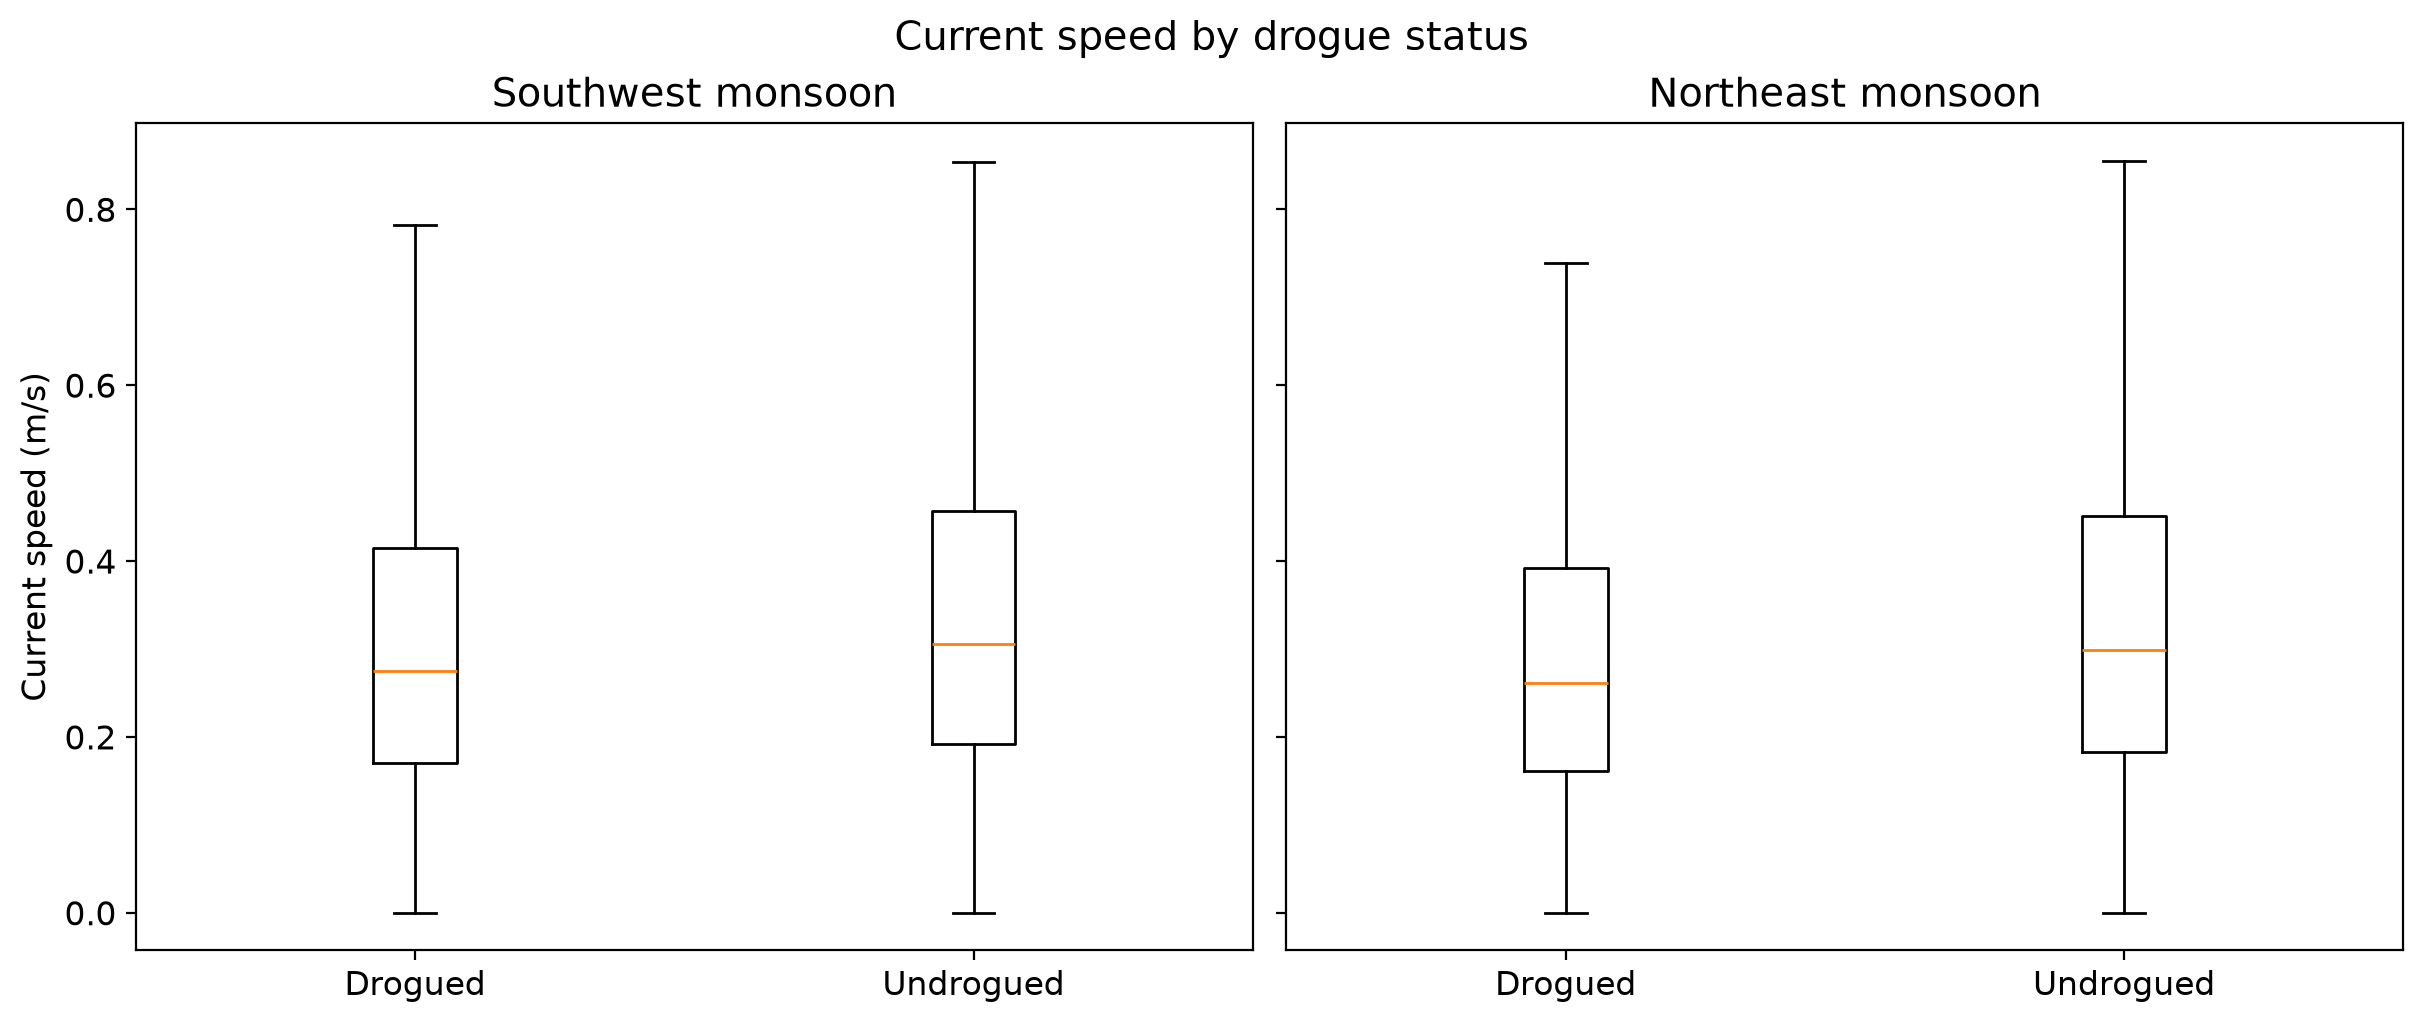 Current speed by drogue status
Southwest monsoon
Northeast monsoon
Current speed (m/s)
0.8
0.6
0.4
0.2
0.0
Drogued
Undrogued
Drogued
Undrogued